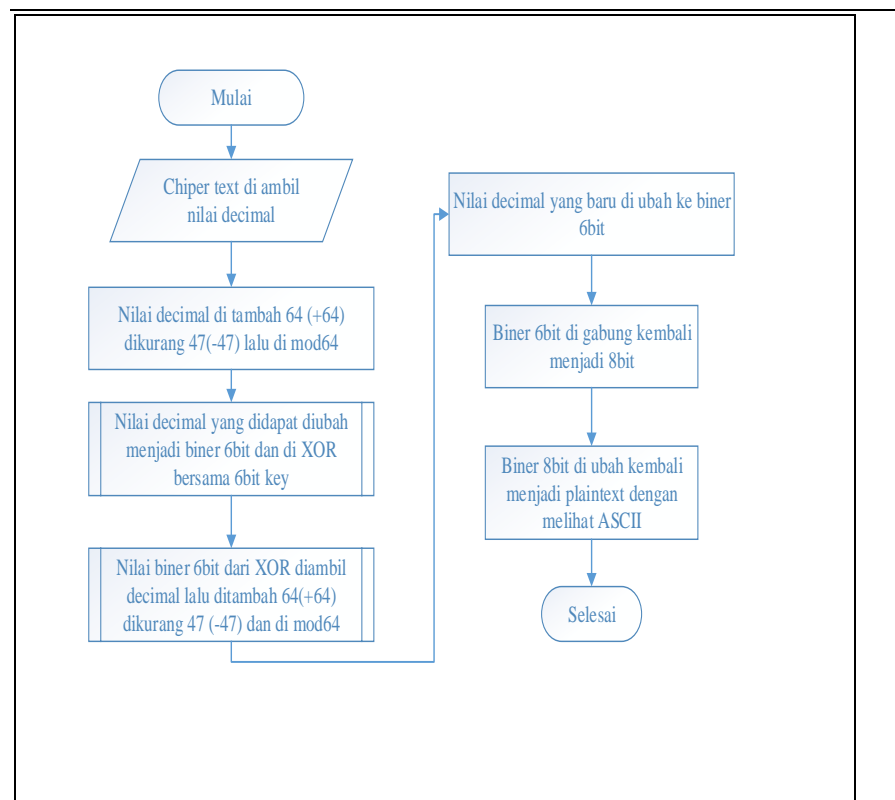 Mulai
Chiper text di ambil
nilai decimal
Nilai decimal di tambah 64 (+64)
dikurang 47(-47) lalu di mod64
Nilai decimal yang didapat diubah
menjadi biner 6bit dan di XOR
bersama 6bit key
Nilai biner 6bit dari XOR diambil
decimal lalu ditambah 64(+64)
dikurang 47 (-47) dan di mod64
Nilai decimal yang baru di ubah ke biner
6bit
Biner 6bit di gabung kembali
menjadi 8bit
Biner 8bit di ubah kembali
menjadi plaintext dengan
melihat ASCII
Selesai